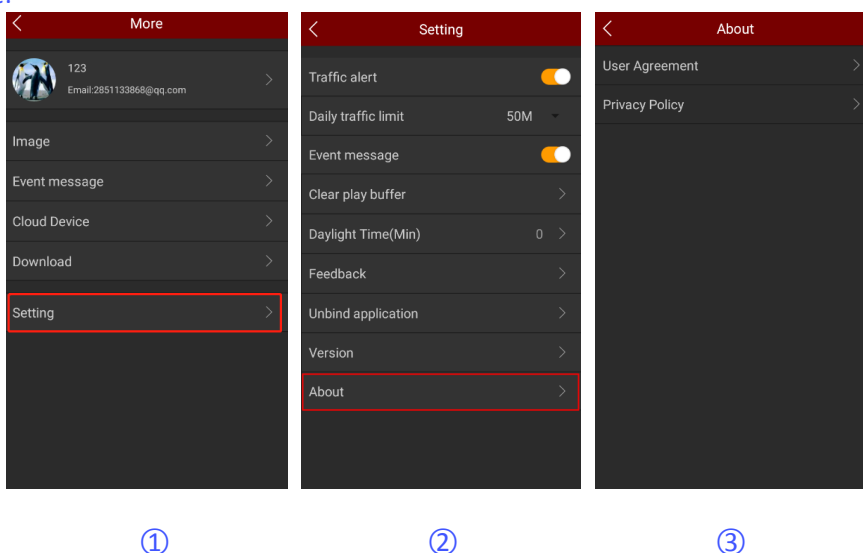 More
123
Email:2851133868@qq.com
Image
Event message
Cloud Device
Download
Setting
①
Setting
Traffic alert
Daily traffic limit 50M
Event message
Clear play buffer
Daylight Time(Min) 0
Feedback
Unbind application
Version
About
②
About
User Agreement
Privacy Policy
③